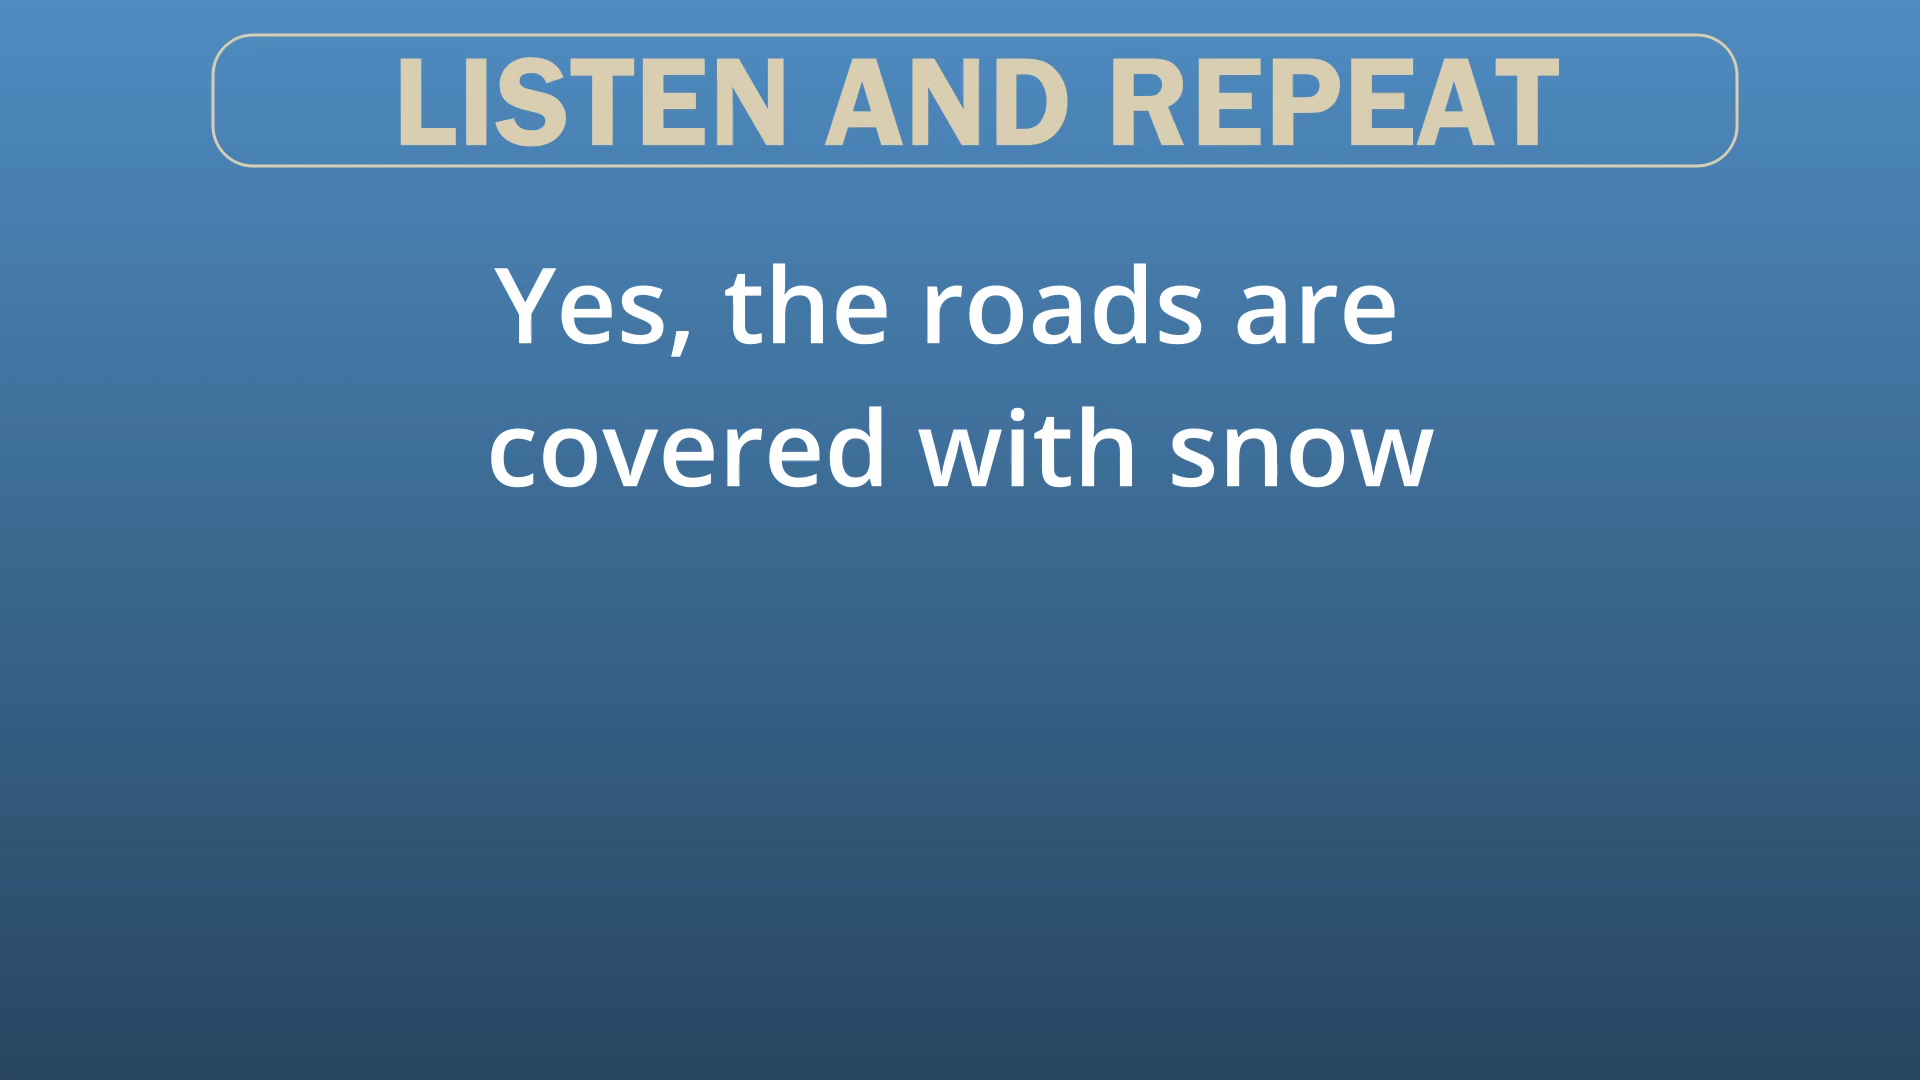 LISTEN AND REPEAT
Yes, the roads are
covered with snow